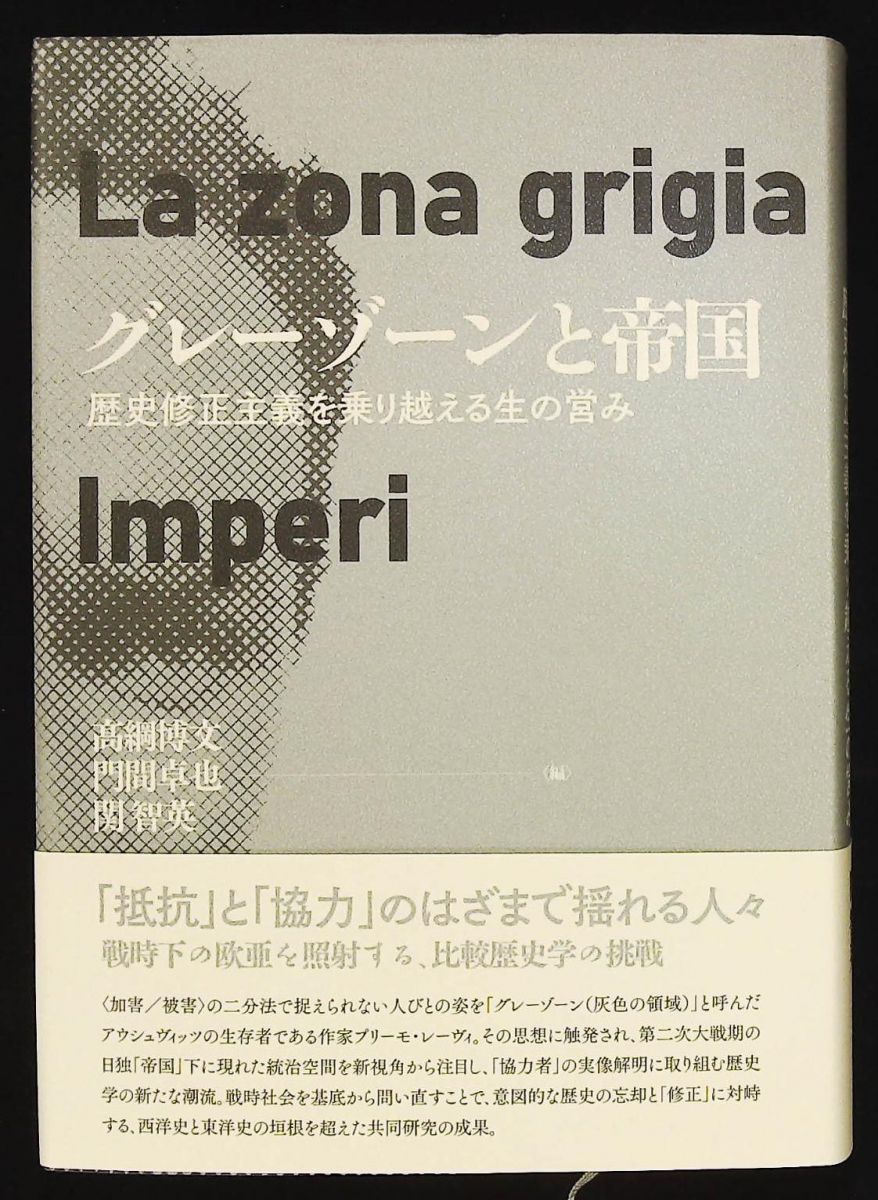 La zona grigia
グレーゾーンと帝国
歴史修正主義を乗り越える生の営み
Imperi
髙綱博文
門間卓也
関智英
〈編〉
「抵抗」と「協力」のはざまで揺れる人々
戦時下の欧亜を照射する、比較歴史学の挑戦
〈加害／被害〉の二分法で捉えられない人びとの姿を「グレーゾーン（灰色の領域）」と呼んだ
アウシュヴィッツの生存者である作家プリーモ・レーヴィ。その思想に触発され、第二次大戦期の
日独「帝国」下に現れた統治空間を新視角から注目し、「協力者」の実像解明に取り組む歴史
学の新たな潮流。戦時社会を基底から問い直すことで、意図的な歴史の忘却と「修正」に対峙
する、西洋史と東洋史の垣根を超えた共同研究の成果。